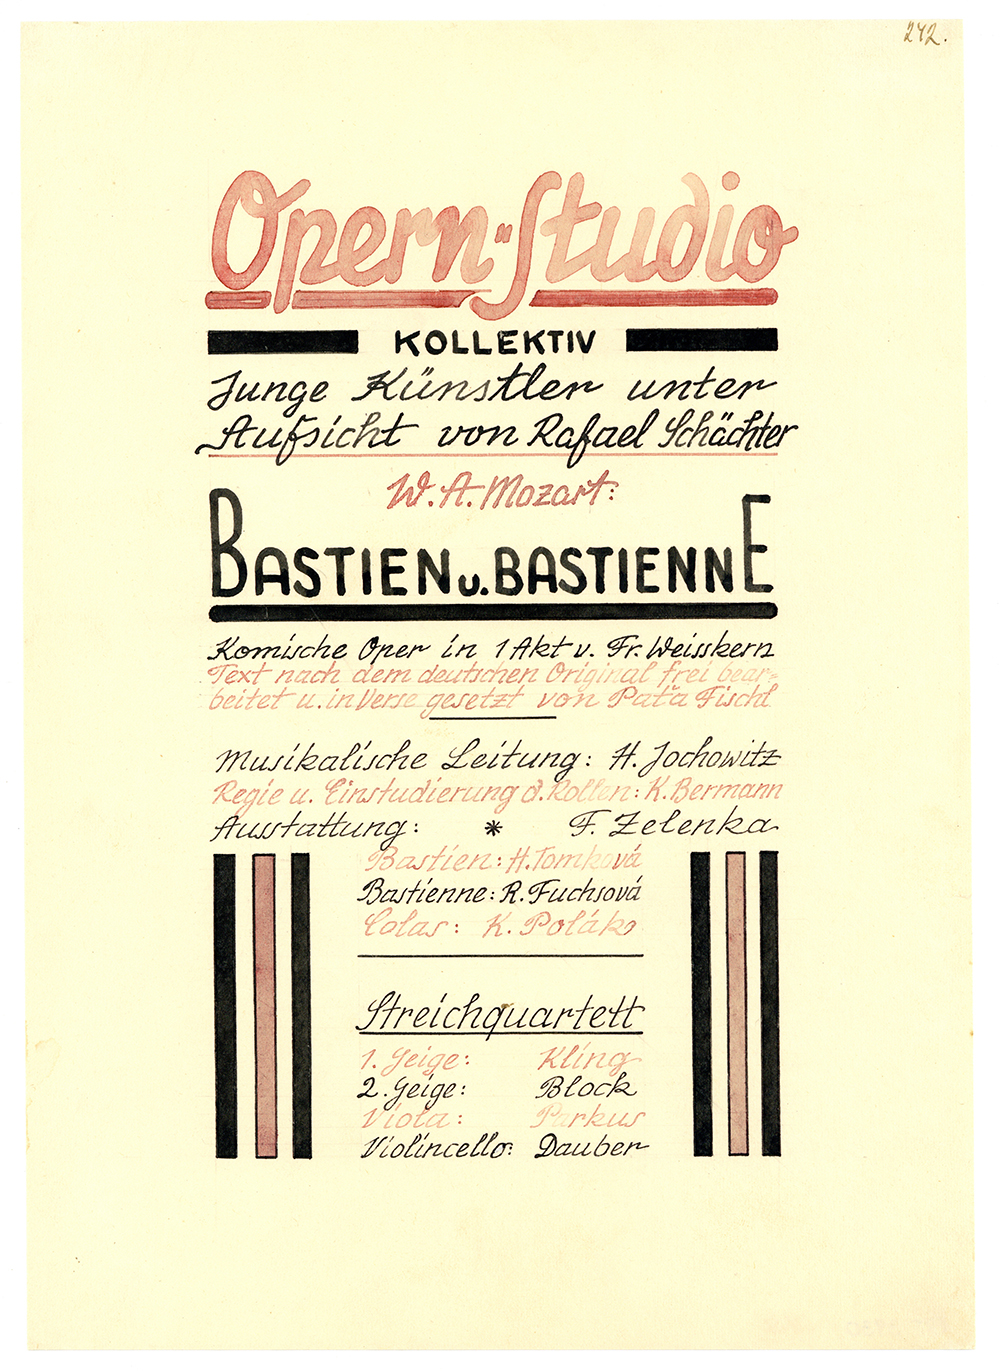 242.
Opern-Studio
KOLLEKTIV
Junge Künstler unter
Aufsicht von Rafael Schächter
W. A. Mozart:
BASTIEN u. BASTIENNE
Komische Oper in 1 Akt v. Fr. Weisskern
Text nach dem deutschen Original frei bear-
beitet u. in Verse gesetzt von Pat'a Fischl
Musikalische Leitung: H. Jochowitz
Regie u. Einstudierung d. Rollen: K. Bermann
Ausstattung: * F. Zelenka
Bastien: H. Tomková
Bastienne: R. Fuchsová
Colas: K. Polák
Streichquartett
1. Geige: Kling
2. Geige: Block
Viola: Parkus
Violincello: Dauber